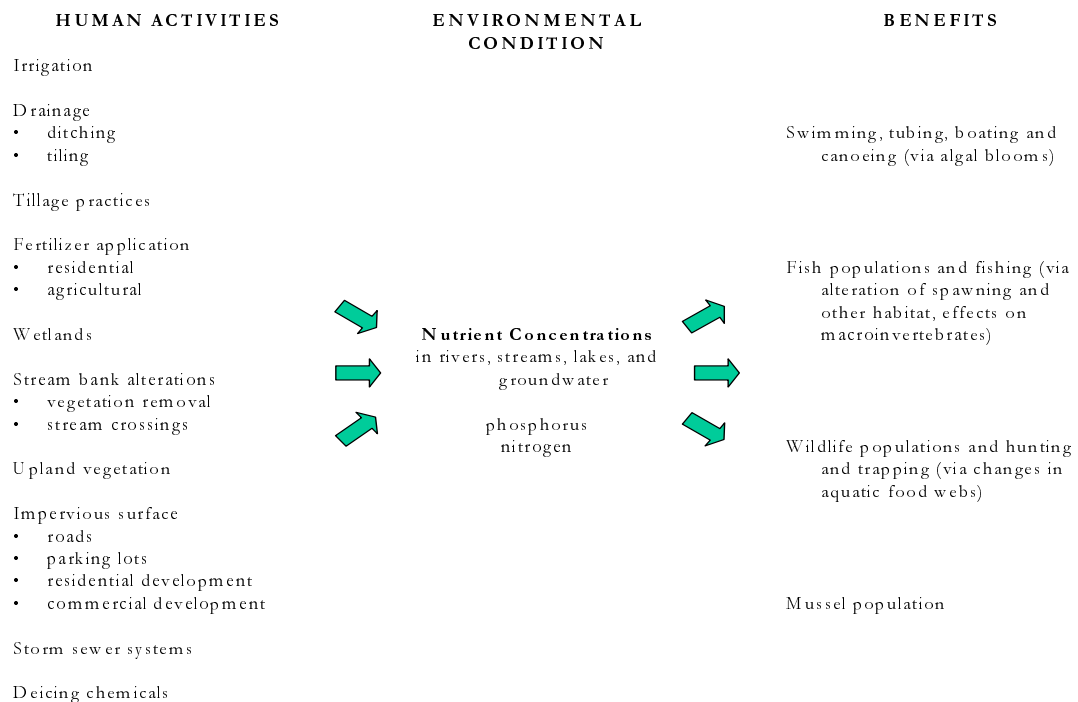 HUMAN ACTIVITIES
Irrigation
Drainage
• ditching
• tiling
Tillage practices
Fertilizer application
• residential
• agricultural
Wetlands
Stream bank alterations
• vegetation removal
• stream crossings
Upland vegetation
Impervious surface
• roads
• parking lots
• residential development
• commercial development
Storm sewer systems
Deicing chemicals
ENVIRONMENTAL
CONDITION
Nutrient Concentrations
in rivers, streams, lakes, and
groundwater
phosphorus
nitrogen
BENEFITS
Swimming, tubing, boating and
canoeing (via algal blooms)
Fish populations and fishing (via
alteration of spawning and
other habitat, effects on
macroinvertebrates)
Wildlife populations and hunting
and trapping (via changes in
aquatic food webs)
Mussel population